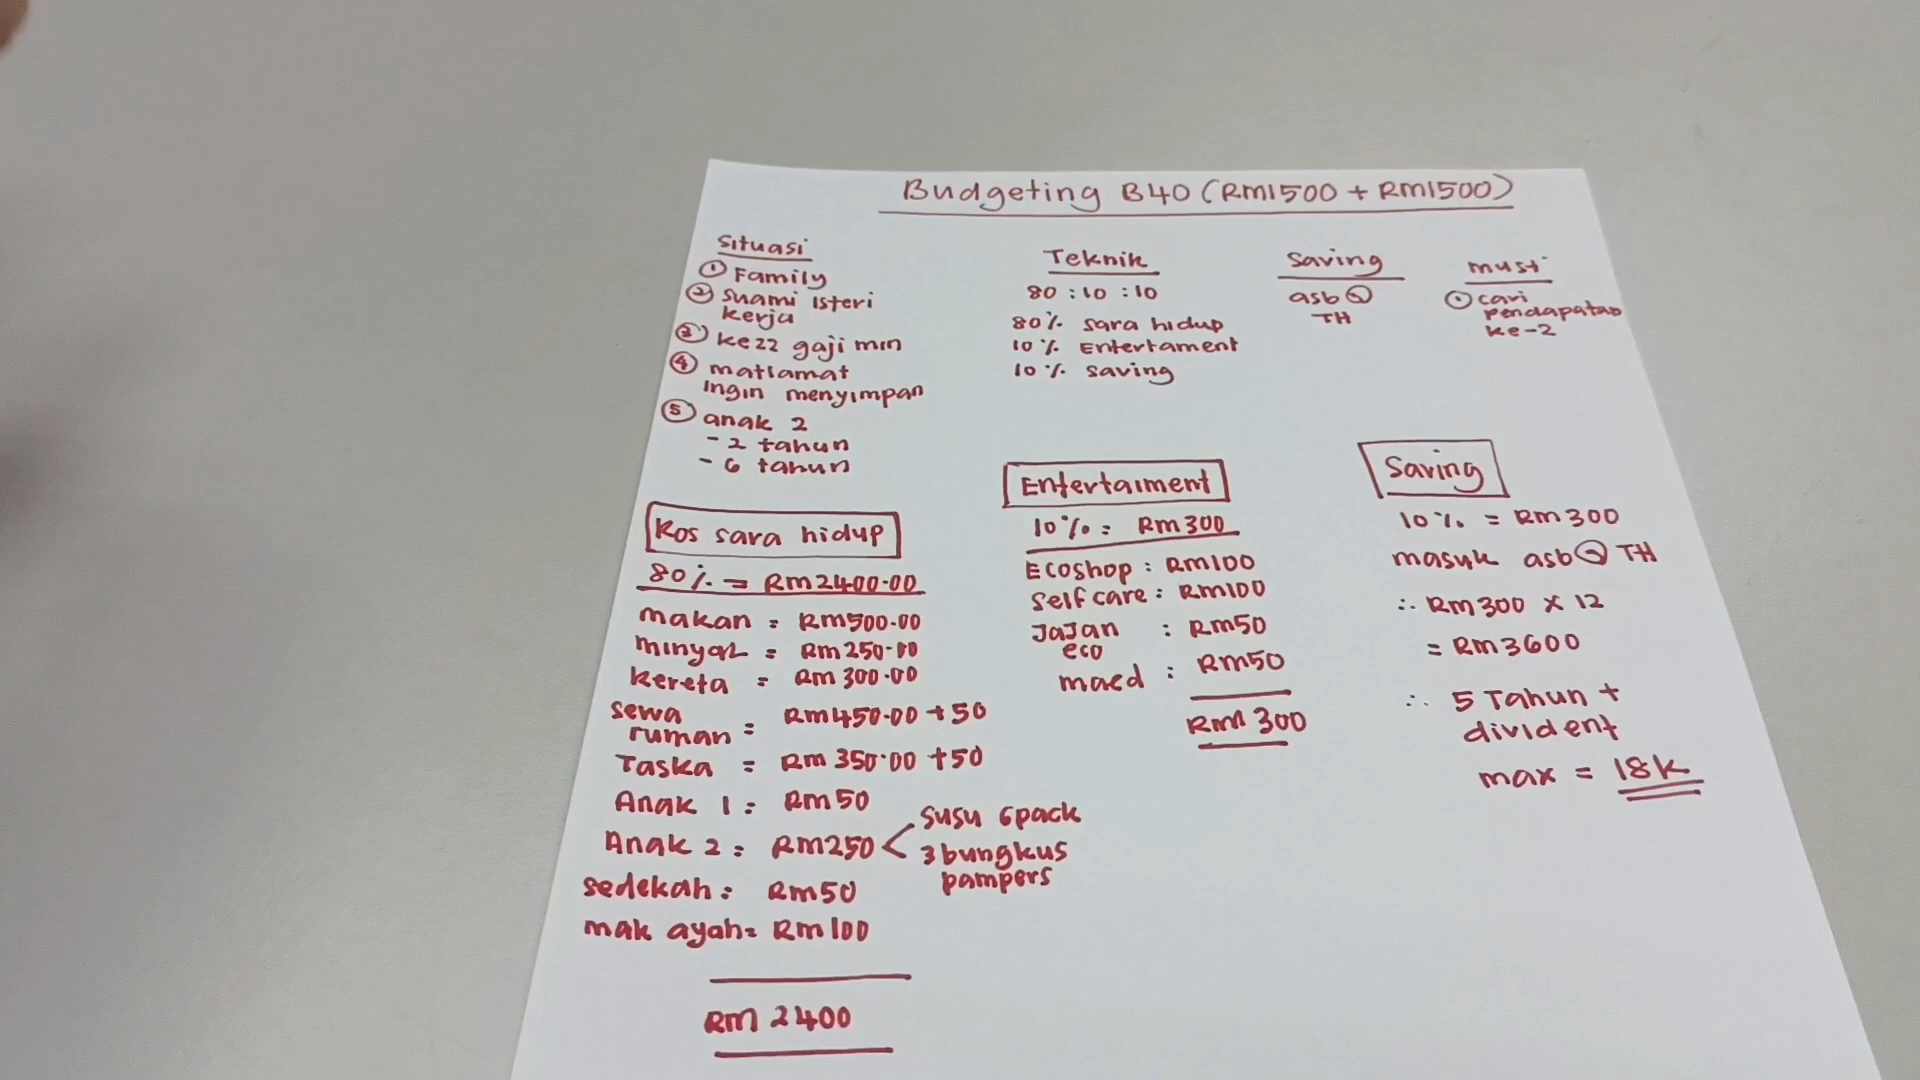 Budgeting B40 (RM1500 + RM1500)
Situasi
① Family
② Suami Isteri
kerja
③ ke22 gaji min
④ matlamat
Ingin menyimpan
⑤ anak 2
- 2 tahun
- 6 tahun
Teknik
80 : 10 : 10
80% sara hidup
10% Entertament
10% saving
Saving
asb @
TH
must
① cari
pendapatan
ke-2
Kos sara hidup
80% = Rm2400.00
makan = Rm500.00
minyak = Rm250.00
kereta = Rm 300.00
sewa
rumah = Rm450.00 +50
Taska = Rm 350.00 +50
Anak 1 : Rm50
Anak 2 : Rm250 < susu 6pack
3 bungkus
pampers
sedekah : Rm50
mak ayah = Rm100
Rm 2400
Entertaiment
10% = Rm300
Ecoshop : Rm100
selfcare : Rm100
JaJan : Rm50
eco
maed : Rm50
Rm 300
Saving
10% = Rm300
masuk asb @ TH
∴ Rm300 x 12
= Rm3600
∴ 5 Tahun +
divident
max = 18k